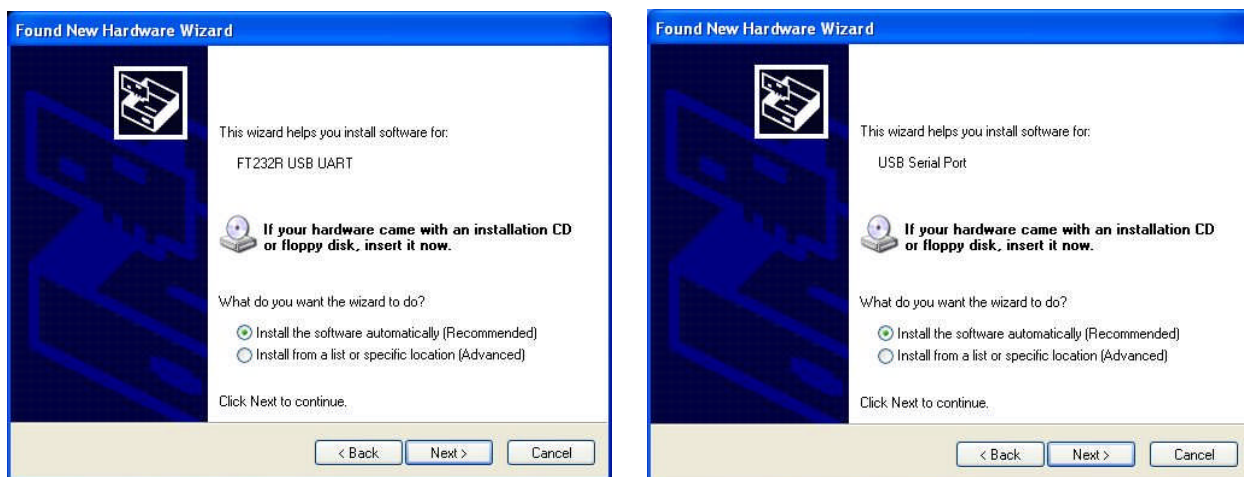 Found New Hardware Wizard
This wizard helps you install software for:
FT232R USB UART
If your hardware came with an installation CD
or floppy disk, insert it now.
What do you want the wizard to do?
Install the software automatically (Recommended)
Install from a list or specific location (Advanced)
Click Next to continue.
< Back
Next >
Cancel
Found New Hardware Wizard
This wizard helps you install software for:
USB Serial Port
If your hardware came with an installation CD
or floppy disk, insert it now.
What do you want the wizard to do?
Install the software automatically (Recommended)
Install from a list or specific location (Advanced)
Click Next to continue.
< Back
Next >
Cancel